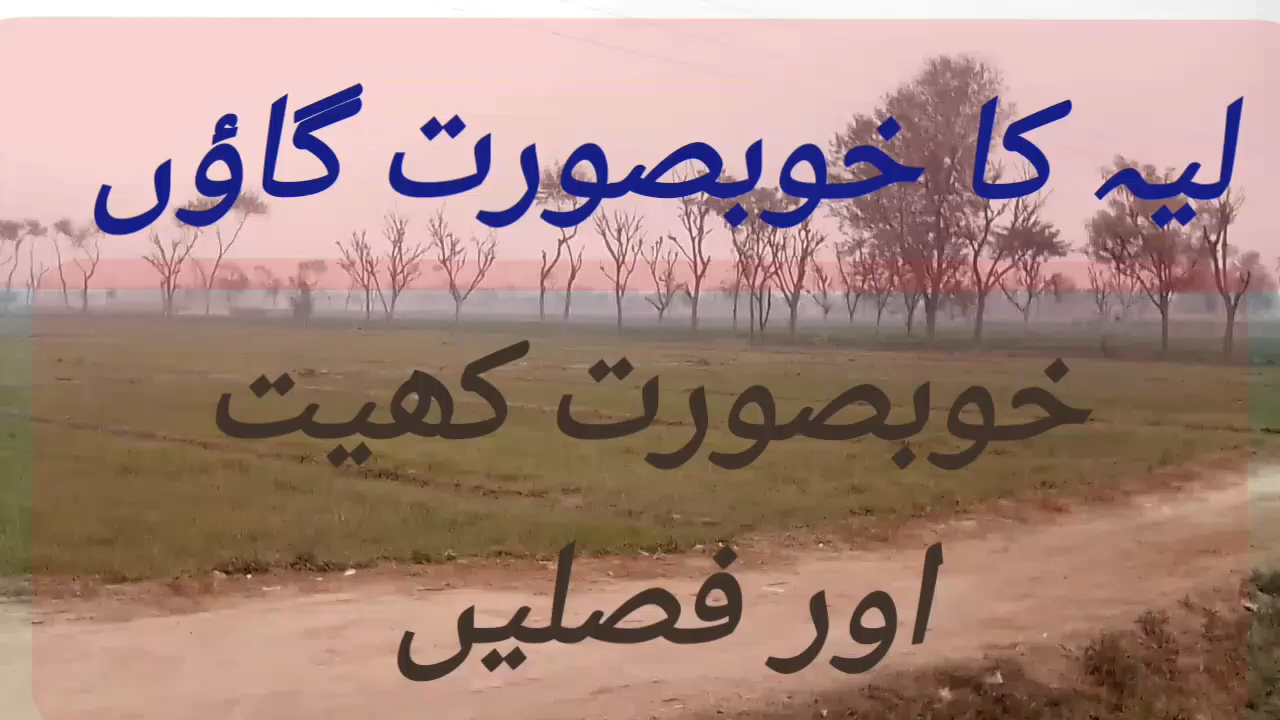 لیہ کا خوبصورت گاؤں
خوبصورت کھیت
اور فصلیں